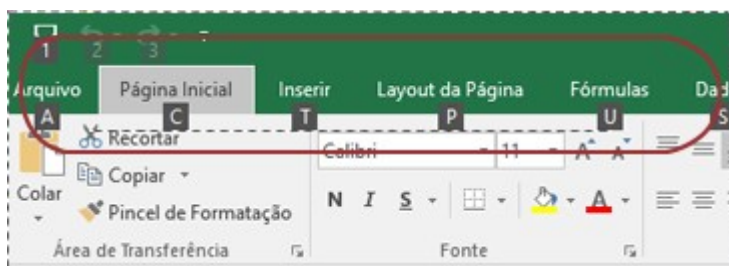 1 2 3
Arquivo Página Inicial Inserir Layout da Página Fórmulas Dad
A C T P U S
Recortar Calibri 11 A A
Copiar
Colar
Pincel de Formatação N I S A
Área de Transferência Fonte